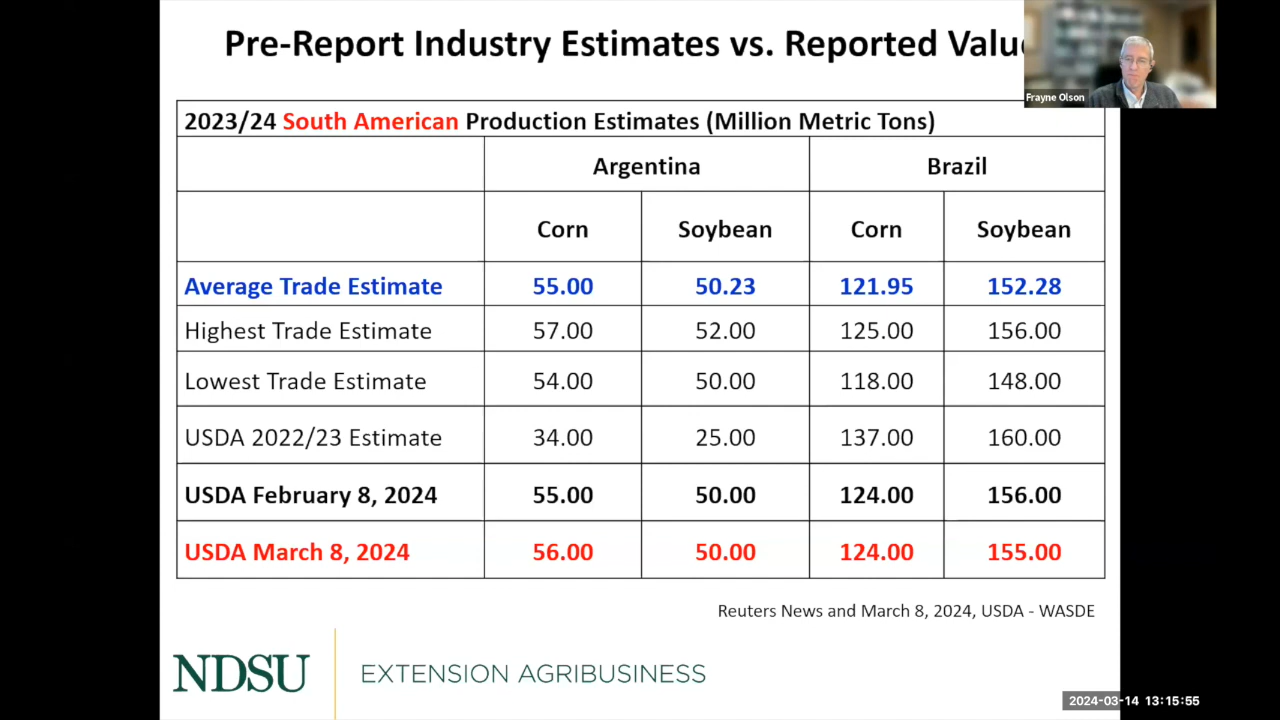 Pre-Report Industry Estimates vs. Reported Valu
Frayne Olson
2023/24 South American Production Estimates (Million Metric Tons)
Argentina Brazil
Corn Soybean Corn Soybean
Average Trade Estimate 55.00 50.23 121.95 152.28
Highest Trade Estimate 57.00 52.00 125.00 156.00
Lowest Trade Estimate 54.00 50.00 118.00 148.00
USDA 2022/23 Estimate 34.00 25.00 137.00 160.00
USDA February 8, 2024 55.00 50.00 124.00 156.00
USDA March 8, 2024 56.00 50.00 124.00 155.00
Reuters News and March 8, 2024, USDA - WASDE
NDSU EXTENSION AGRIBUSINESS
2024-03-14 13:15:55